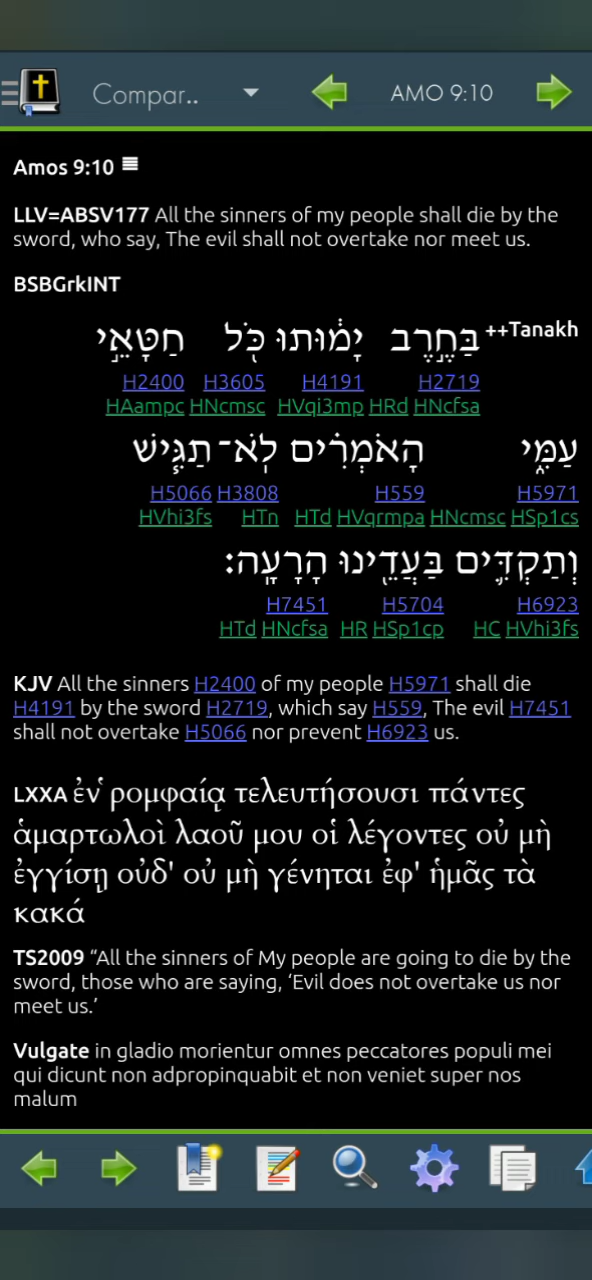 Compar.. AMO 9:10
Amos 9:10
LLV=ABSV177 All the sinners of my people shall die by the
sword, who say, The evil shall not overtake nor meet us.
BSBGrkINT
++Tanakh בַּחֶ֣רֶב יָמ֔וּתוּ כֹּ֖ל חַטָּאֵ֣י
H2400 H3605 H4191 H2719
HAampc HNcmsc HVqi3mp HRd HNcfsa
עַמִּ֑י הָאֹמְרִ֗ים לֹֽא־ תַגִּ֧ישׁ
H5066 H3808 H559 H5971
HVhi3fs HTn HTd HVqrmpa HNcmsc HSp1cs
וְתַקְדִּ֛ים בַּעֲדֵ֖ינוּ הָרָעָֽה׃
H7451 H5704 H6923
HTd HNcfsa HR HSp1cp HC HVhi3fs
KJV All the sinners H2400 of my people H5971 shall die
H4191 by the sword H2719, which say H559, The evil H7451
shall not overtake H5066 nor prevent H6923 us.
LXXA ἐν῾ ρομφαίᾳ τελευτήσουσι πάντες
ἁμαρτωλοὶ λαοῦ μου οἱ λέγοντες οὐ μὴ
ἐγγίσῃ οὐδ' οὐ μὴ γένηται ἐφ' ἡμᾶς τὰ
κακά
TS2009 “All the sinners of My people are going to die by the
sword, those who are saying, ‘Evil does not overtake us nor
meet us.’
Vulgate in gladio morientur omnes peccatores populi mei
qui dicunt non adpropinquabit et non veniet super nos
malum